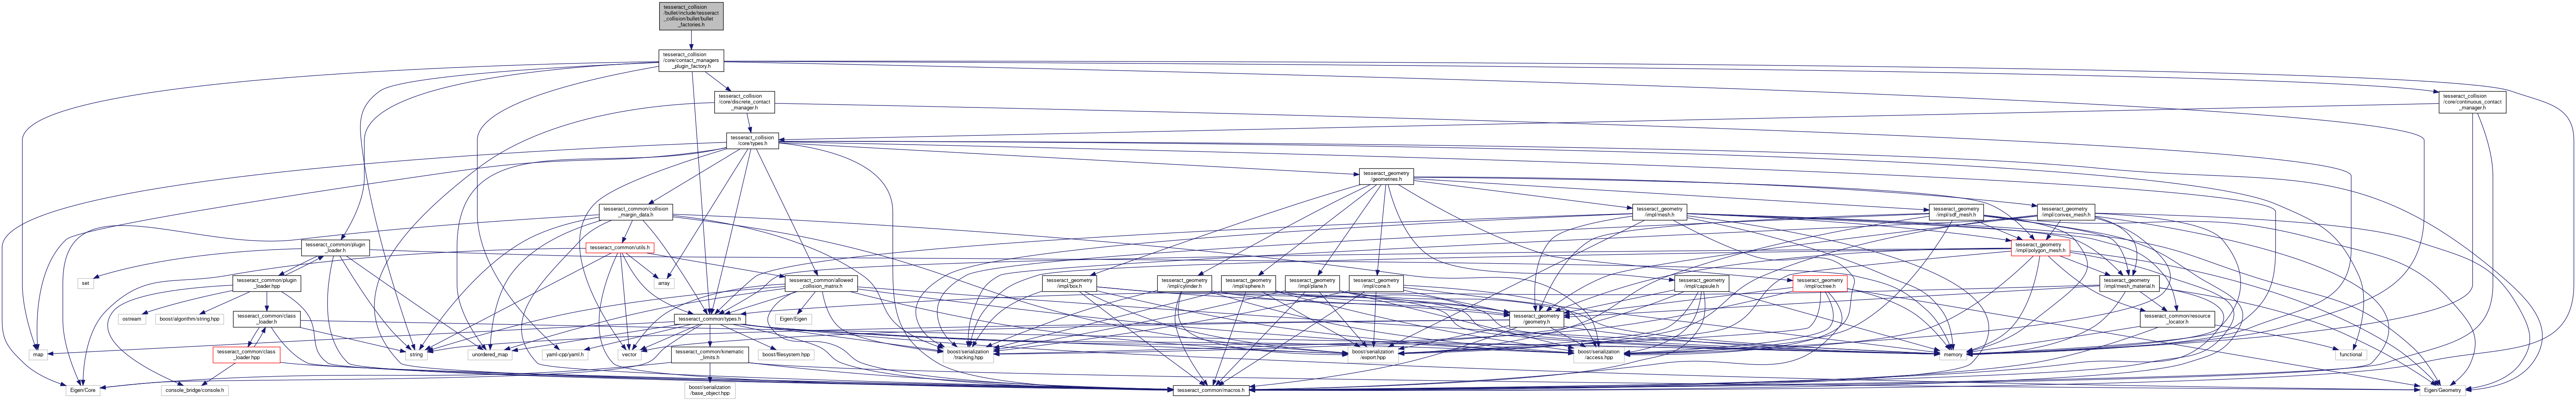 tesseract_collision
/bullet/include/tesseract
_collision/bullet/bullet
_factories.h
tesseract_collision
/core/contact_managers
_plugin_factory.h
tesseract_collision
/core/discrete_contact
_manager.h
tesseract_collision
/core/continuous_contact
_manager.h
tesseract_collision
/core/types.h
tesseract_geometry
/geometries.h
tesseract_common/collision
_margin_data.h
tesseract_geometry
/impl/mesh.h
tesseract_geometry
/impl/sdf_mesh.h
tesseract_geometry
/impl/convex_mesh.h
tesseract_common/plugin
_loader.h
tesseract_common/utils.h
tesseract_geometry
/impl/polygon_mesh.h
set
tesseract_common/plugin
_loader.hpp
array
tesseract_common/allowed
_collision_matrix.h
tesseract_geometry
/impl/box.h
tesseract_geometry
/impl/cylinder.h
tesseract_geometry
/impl/sphere.h
tesseract_geometry
/impl/plane.h
tesseract_geometry
/impl/cone.h
tesseract_geometry
/impl/capsule.h
tesseract_geometry
/impl/octree.h
tesseract_geometry
/impl/mesh_material.h
ostream
boost/algorithm/string.hpp
tesseract_common/class
_loader.h
tesseract_common/types.h
Eigen/Eigen
tesseract_geometry
/geometry.h
tesseract_common/resource
_locator.h
map
tesseract_common/class
_loader.hpp
string
unordered_map
yaml-cpp/yaml.h
vector
tesseract_common/kinematic
_limits.h
boost/filesystem.hpp
boost/serialization
/tracking.hpp
boost/serialization
/export.hpp
boost/serialization
/access.hpp
memory
functional
Eigen/Core
console_bridge/console.h
boost/serialization
/base_object.hpp
tesseract_common/macros.h
Eigen/Geometry